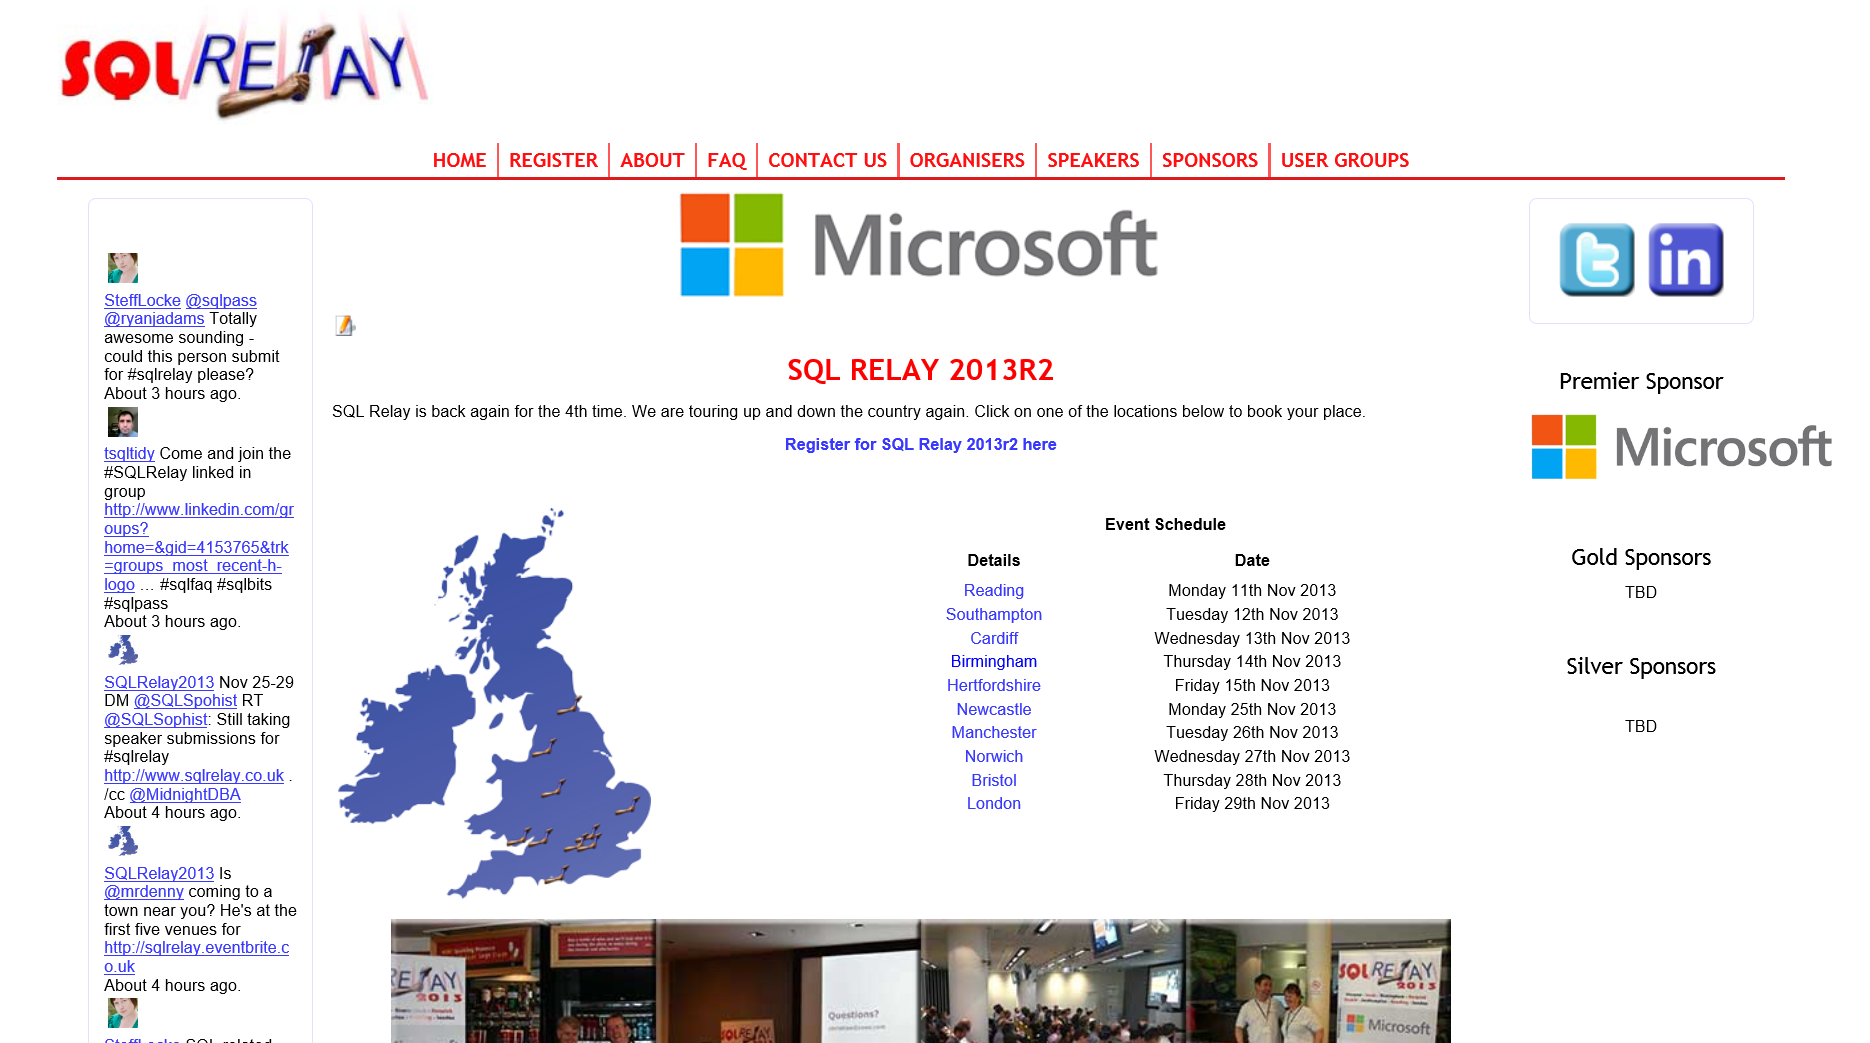 SQLRELAY
HOME
REGISTER
ABOUT
FAQ
CONTACT US
ORGANISERS
SPEAKERS
SPONSORS
USER GROUPS
SteffLocke @sqlpass
@ryanjadams Totally
awesome sounding -
could this person submit
for #sqlrelay please?
About 3 hours ago.
tsqltidy Come and join the
#SQLRelay linked in
group
http://www.linkedin.com/gr
oups?
home=&gid=4153765&trk
=groups_most_recent-h-
logo … #sqlfaq #sqlbits
#sqlpass
About 3 hours ago.
SQLRelay2013 Nov 25-29
DM @SQLSpohist RT
@SQLSophist: Still taking
speaker submissions for
#sqlrelay
http://www.sqlrelay.co.uk .
/cc @MidnightDBA
About 4 hours ago.
SQLRelay2013 Is
@mrdenny coming to a
town near you? He's at the
first five venues for
http://sqlrelay.eventbrite.c
o.uk
About 4 hours ago.
Microsoft
SQL RELAY 2013R2
SQL Relay is back again for the 4th time. We are touring up and down the country again. Click on one of the locations below to book your place.
Register for SQL Relay 2013r2 here
Event Schedule
Details Date
Reading Monday 11th Nov 2013
Southampton Tuesday 12th Nov 2013
Cardiff Wednesday 13th Nov 2013
Birmingham Thursday 14th Nov 2013
Hertfordshire Friday 15th Nov 2013
Newcastle Monday 25th Nov 2013
Manchester Tuesday 26th Nov 2013
Norwich Wednesday 27th Nov 2013
Bristol Thursday 28th Nov 2013
London Friday 29th Nov 2013
RELAY
2013
SQLRELAY
Questions?
SQLRELAY
2013
Microsoft
t
in
Premier Sponsor
Microsoft
Gold Sponsors
TBD
Silver Sponsors
TBD